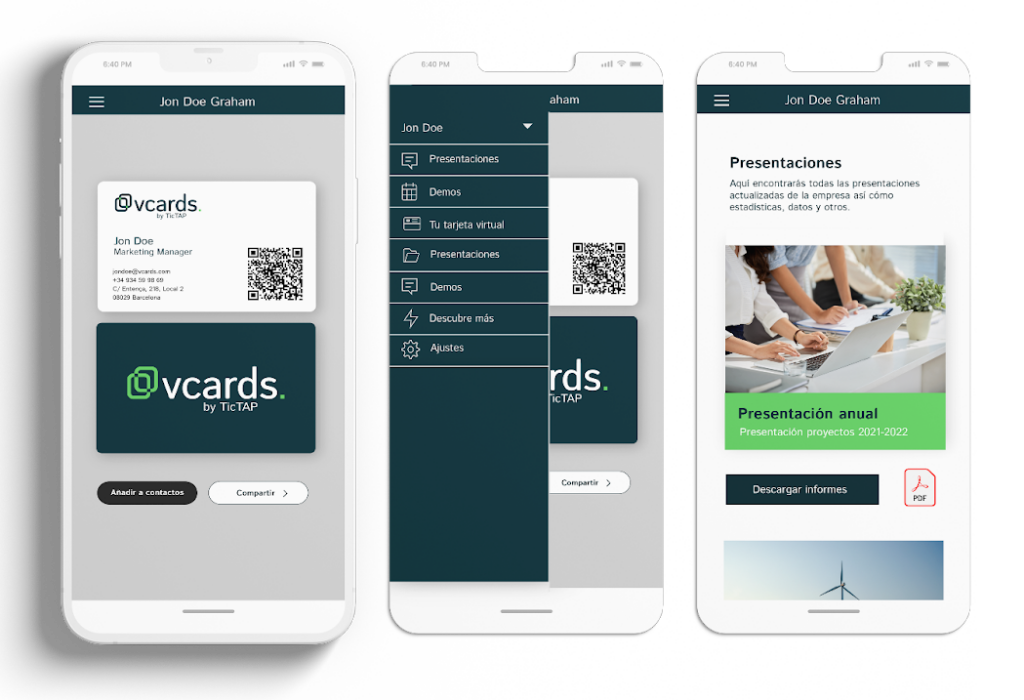 6:40 PM
Jon Doe Graham
vcards.
by TicTAP
Jon Doe
Marketing Manager
jondoe@vcards.com
+34 934 39 98 69
C/ Entença, 218, Local 2
08029 Barcelona
vcards.
by TicTAP
Añadir a contactos
Compartir
6:40 PM
aham
Jon Doe
Presentaciones
Demos
Tu tarjeta virtual
Presentaciones
Demos
Descubre más
Ajustes
rds.
icTAP
Compartir
6:40 PM
Jon Doe Graham
Presentaciones
Aquí encontrarás todas las presentaciones
actualizadas de la empresa así cómo
estadísticas, datos y otros.
Presentación anual
Presentación proyectos 2021-2022
Descargar informes
PDF